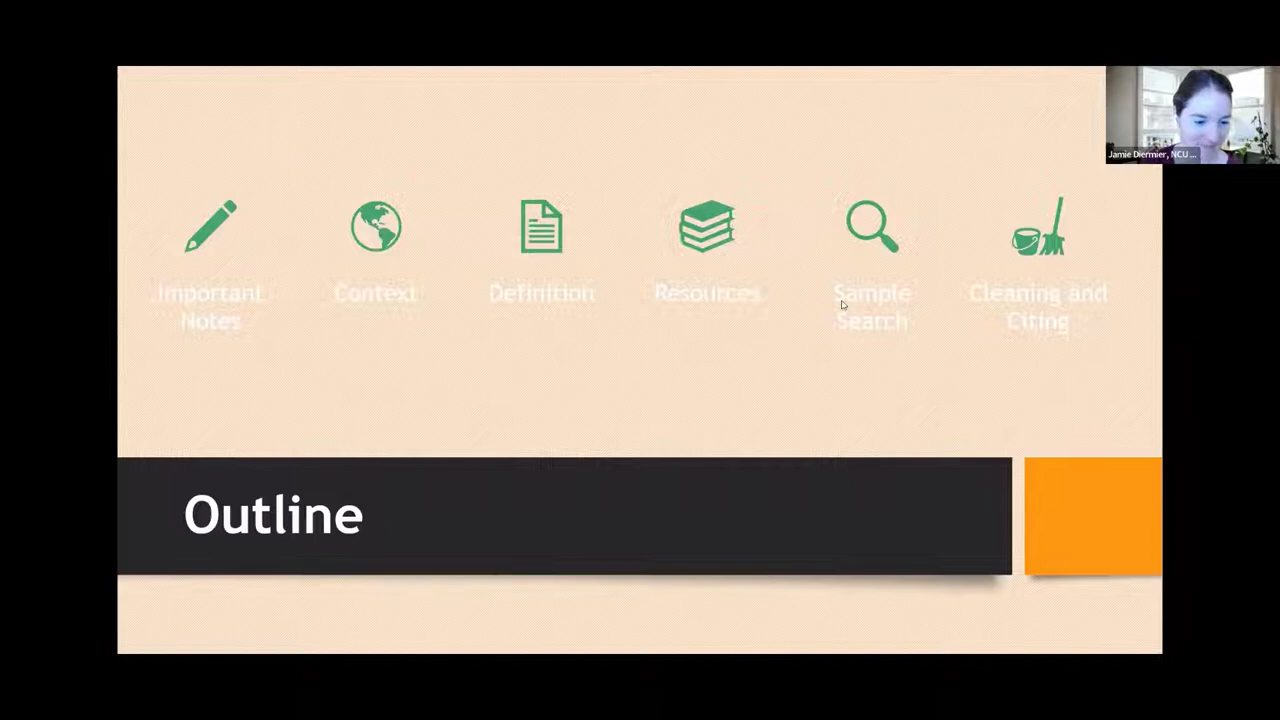 Jamie Diermier, NCU ...
Important Notes
Context
Definition
Resources
Sample Search
Cleaning and Citing
Outline